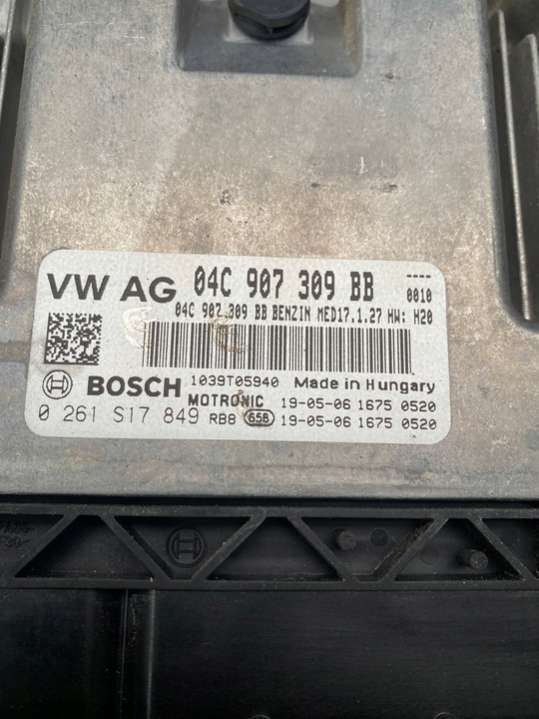 VW AG 04C 907 309 BB ----
0010
04C 907 309 BB BENZIN MED17.1.27 HW: H20
BOSCH 1039T05940 Made in Hungary
MOTRONIC 19-05-06 1675 0520
0 261 S17 849 RB8 65B 19-05-06 1675 0520